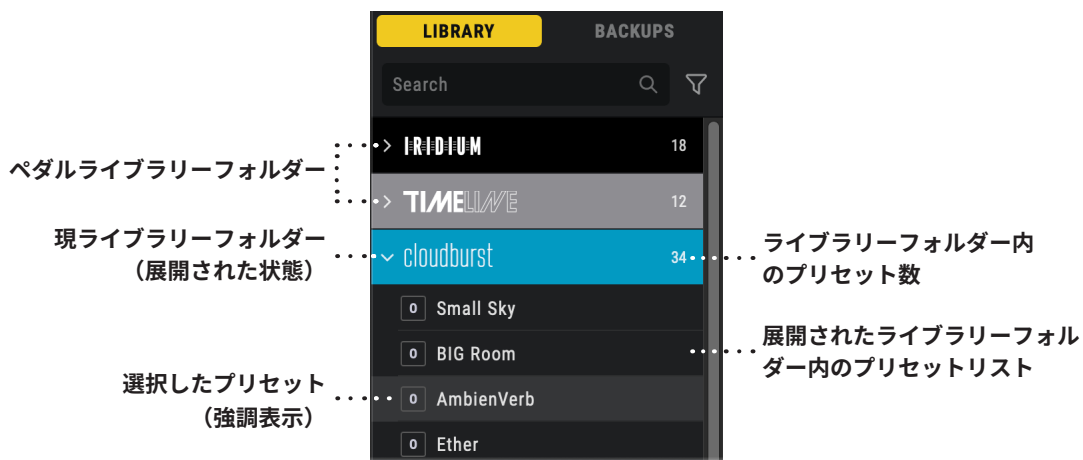 LIBRARY
BACKUPS
Search
ペダルライブラリーフォルダー
IRIDIUM
18
TIMELINE
12
現ライブラリーフォルダー
（展開された状態）
cloudburst
34
ライブラリーフォルダー内
のプリセット数
0 Small Sky
0 BIG Room
展開されたライブラリーフォル
ダー内のプリセットリスト
選択したプリセット
（強調表示）
0 AmbienVerb
0 Ether